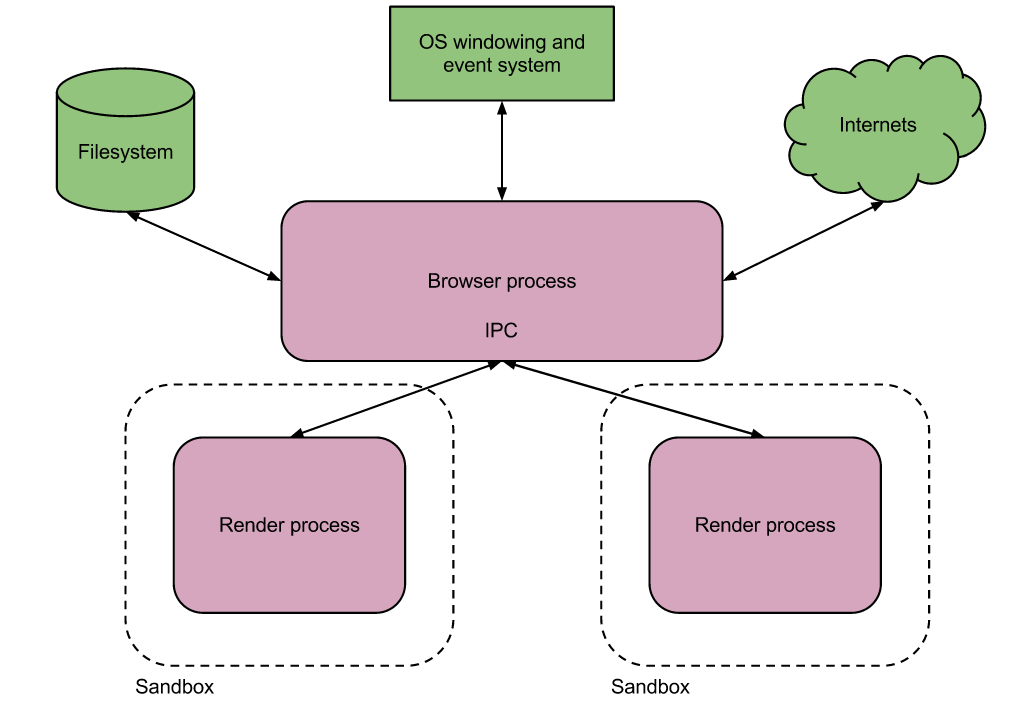 OS windowing and
event system
Filesystem
Internets
Browser process
IPC
Render process
Render process
Sandbox
Sandbox